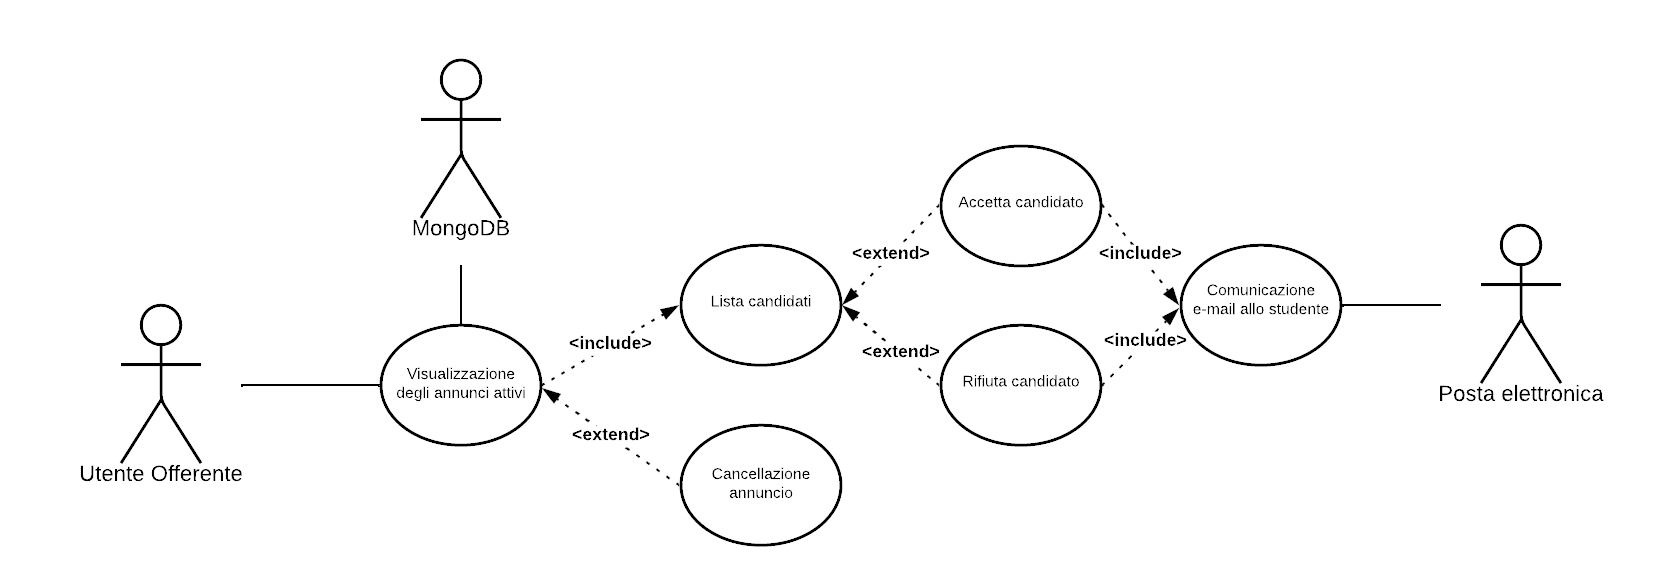 MongoDB
Utente Offerente
Visualizzazione
degli annunci attivi
<include>
<extend>
Lista candidati
Cancellazione
annuncio
<extend>
<extend>
Accetta candidato
Rifiuta candidato
<include>
<include>
Comunicazione
e-mail allo studente
Posta elettronica